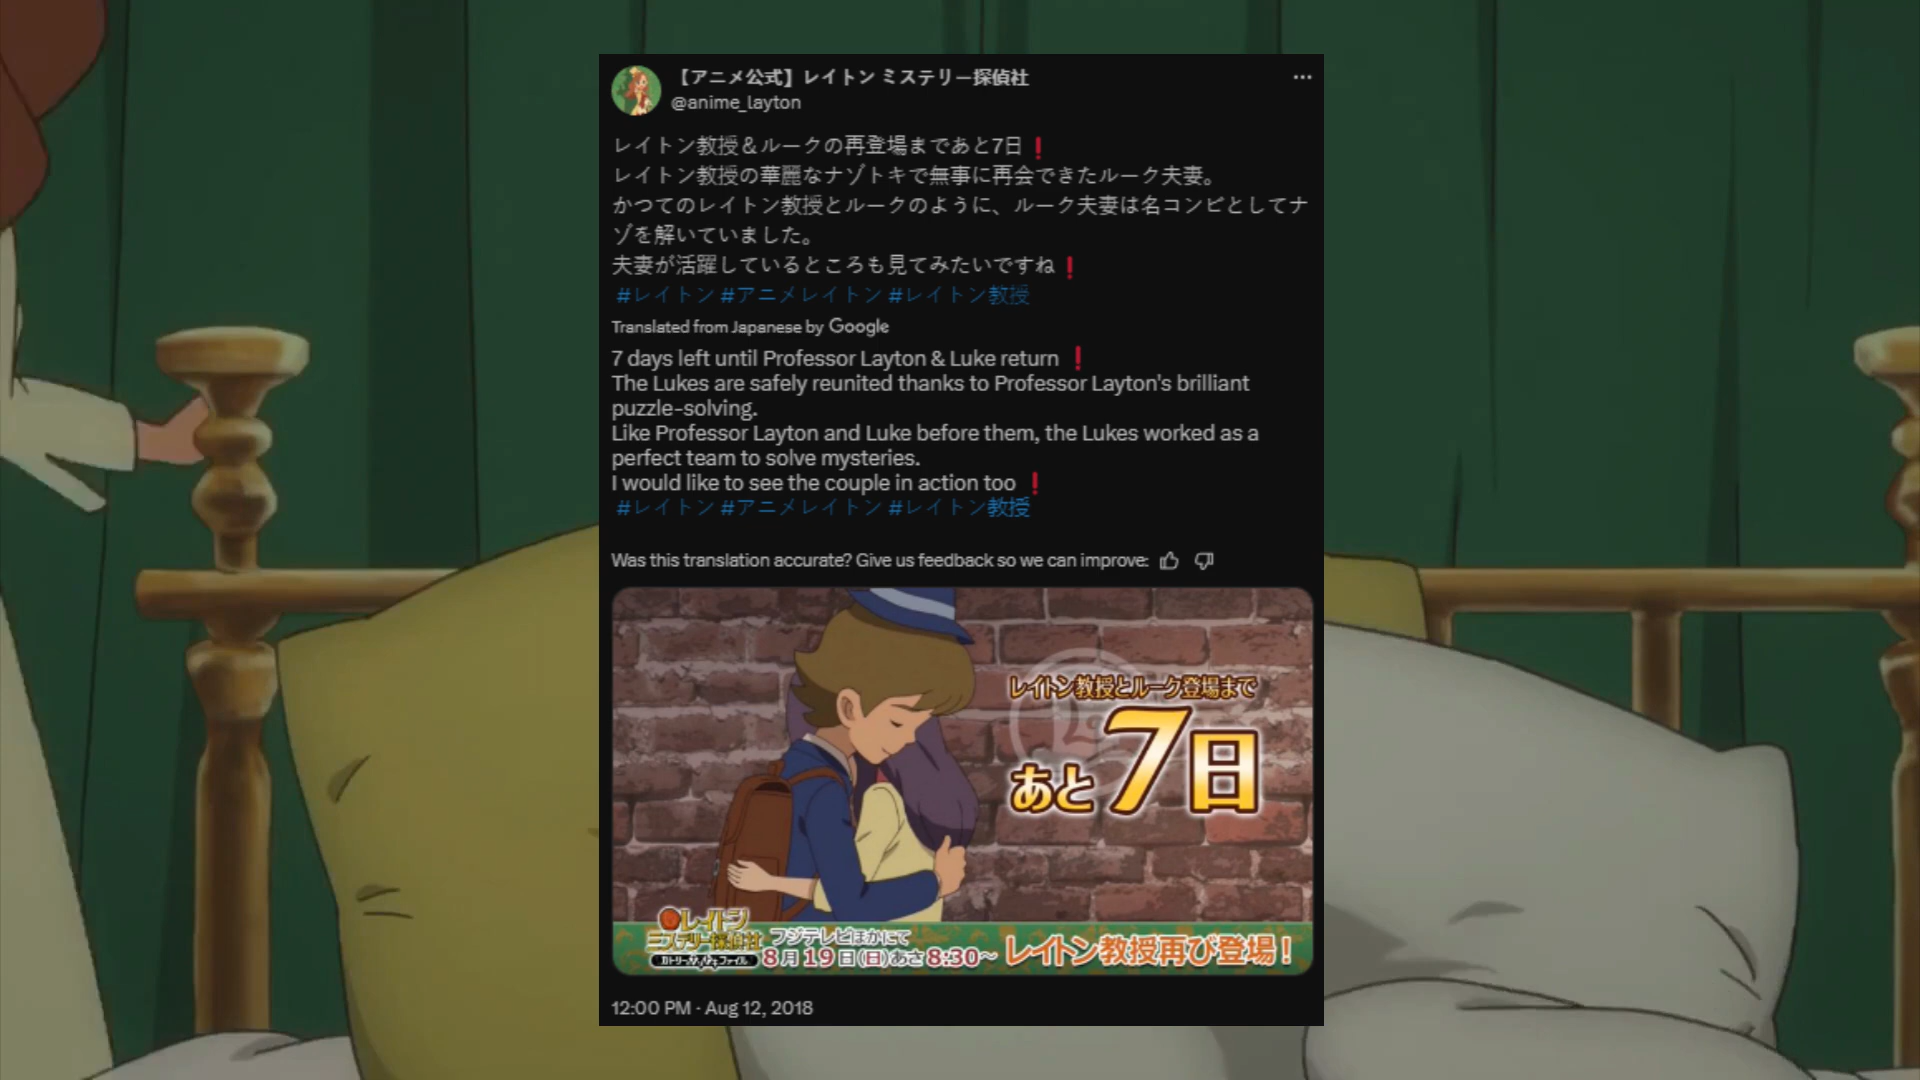 【アニメ公式】レイトン ミステリー探偵社
@anime_layton
レイトン教授＆ルークの再登場まであと7日❗
レイトン教授の華麗なナゾトキで無事に再会できたルーク夫妻。
かつてのレイトン教授とルークのように、ルーク夫妻は名コンビとしてナ
ゾを解いていました。
夫妻が活躍しているところも見てみたいですね❗
#レイトン #アニメレイトン #レイトン教授
Translated from Japanese by Google
7 days left until Professor Layton & Luke return ❗
The Lukes are safely reunited thanks to Professor Layton's brilliant
puzzle-solving.
Like Professor Layton and Luke before them, the Lukes worked as a
perfect team to solve mysteries.
I would like to see the couple in action too ❗
#レイトン #アニメレイトン #レイトン教授
Was this translation accurate? Give us feedback so we can improve:
レイトン教授とルーク登場まで
あと7日
レイトン
ミステリー探偵社
フジテレビほかにて
8月19日(日)あさ8:30~
レイトン教授再び登場!
12:00 PM · Aug 12, 2018